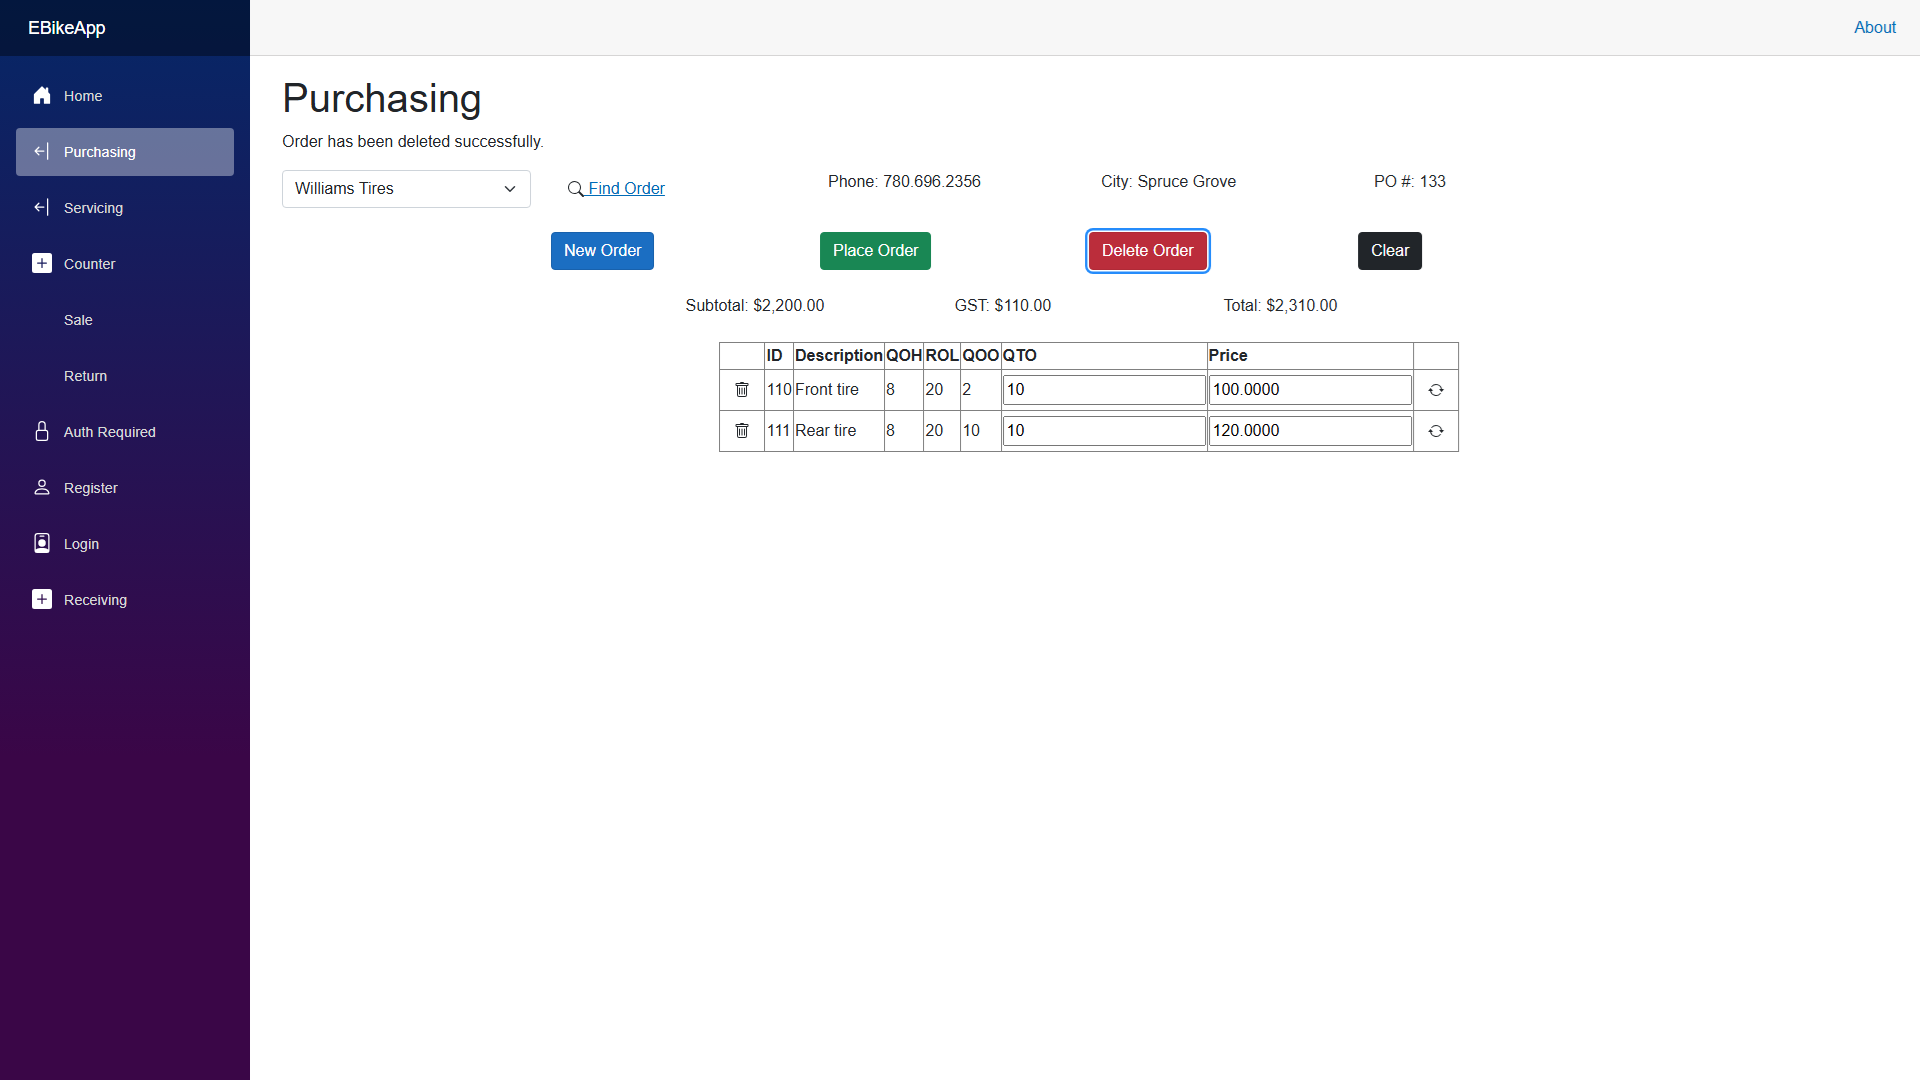 EBikeApp
About
Home
Purchasing
Servicing
Counter
Sale
Return
Auth Required
Register
Login
Receiving
Purchasing
Order has been deleted successfully.
Williams Tires
Find Order
Phone: 780.696.2356
City: Spruce Grove
PO #: 133
New Order
Place Order
Delete Order
Clear
Subtotal: $2,200.00
GST: $110.00
Total: $2,310.00
ID Description QOH ROL QOO QTO Price
110 Front tire 8 20 2 10 100.0000
111 Rear tire 8 20 10 10 120.0000